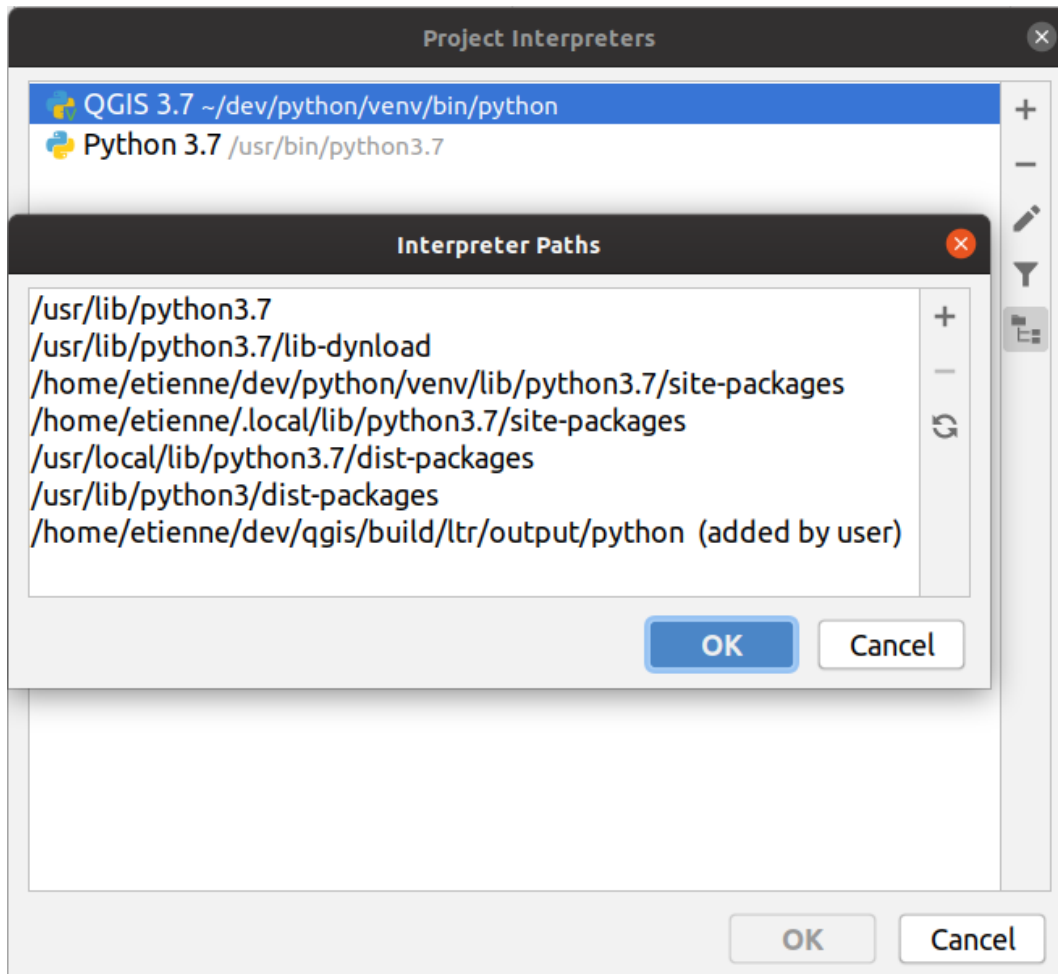 Project Interpreters
QGIS 3.7 ~/dev/python/venv/bin/python
Python 3.7 /usr/bin/python3.7
Interpreter Paths
/usr/lib/python3.7
/usr/lib/python3.7/lib-dynload
/home/etienne/dev/python/venv/lib/python3.7/site-packages
/home/etienne/.local/lib/python3.7/site-packages
/usr/local/lib/python3.7/dist-packages
/usr/lib/python3/dist-packages
/home/etienne/dev/qgis/build/ltr/output/python (added by user)
OK Cancel
OK Cancel